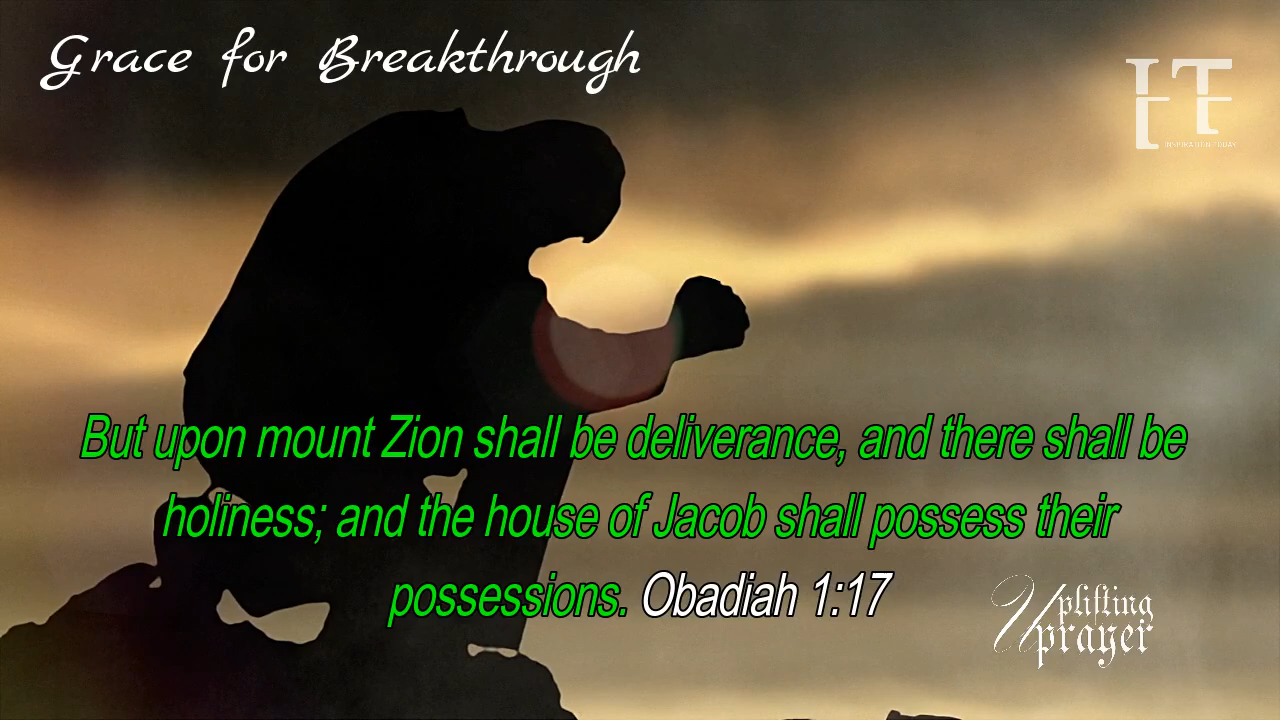 Grace for Breakthrough
But upon mount Zion shall be deliverance, and there shall be
holiness; and the house of Jacob shall possess their
possessions. Obadiah 1:17
Uplifting
prayer